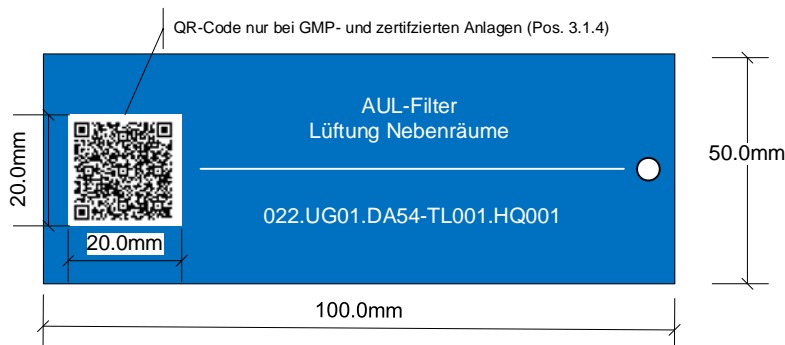 QR-Code nur bei GMP- und zertifzierten Anlagen (Pos. 3.1.4)
AUL-Filter
Lüftung Nebenräume
20.0mm
50.0mm
022.UG01.DA54-TL001.HQ001
20.0mm
100.0mm